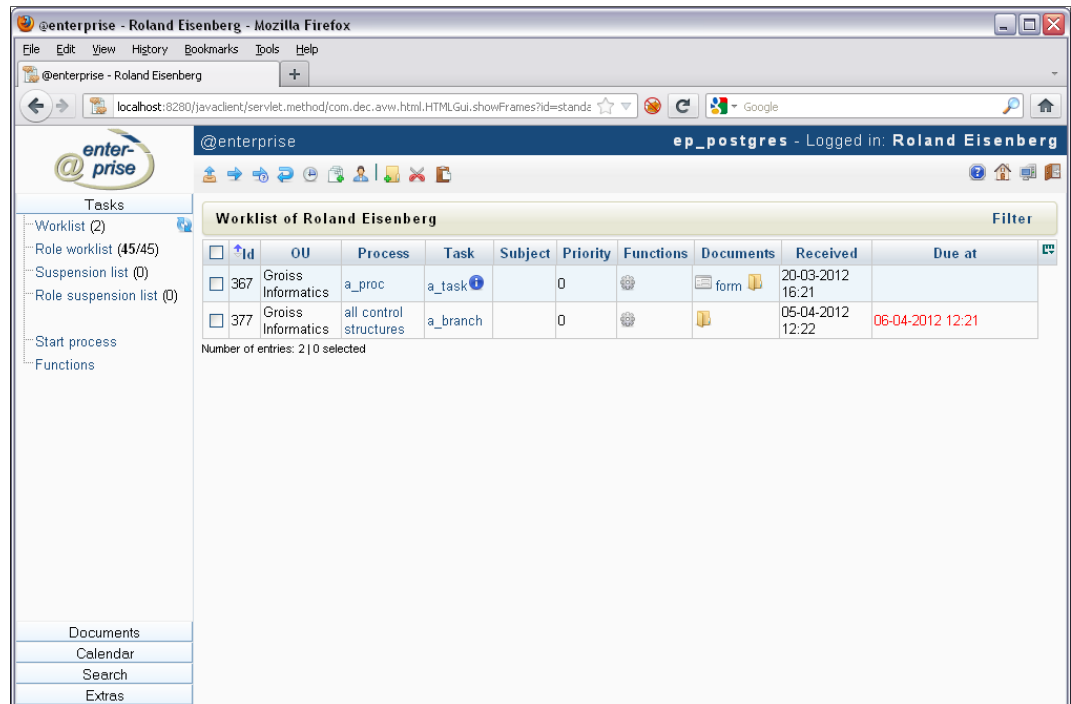 @enterprise - Roland Eisenberg - Mozilla Firefox
File Edit View History Bookmarks Tools Help
@enterprise - Roland Eisenberg
localhost:8280/javaclient/servlet.method/com.dec.avw.html.HTMLGui.showFrames?id=standa
Google
enter-
@ prise
@enterprise
ep_postgres - Logged in: Roland Eisenberg
Tasks
Worklist (2)
Role worklist (45/45)
Suspension list (0)
Role suspension list (0)
Start process
Functions
Worklist of Roland Eisenberg Filter
Id OU Process Task Subject Priority Functions Documents Received Due at
367 Groiss Informatics a_proc a_task 0 form 20-03-2012 16:21
377 Groiss Informatics all control structures a_branch 0 05-04-2012 12:22 06-04-2012 12:21
Number of entries: 2 | 0 selected
Documents
Calendar
Search
Extras